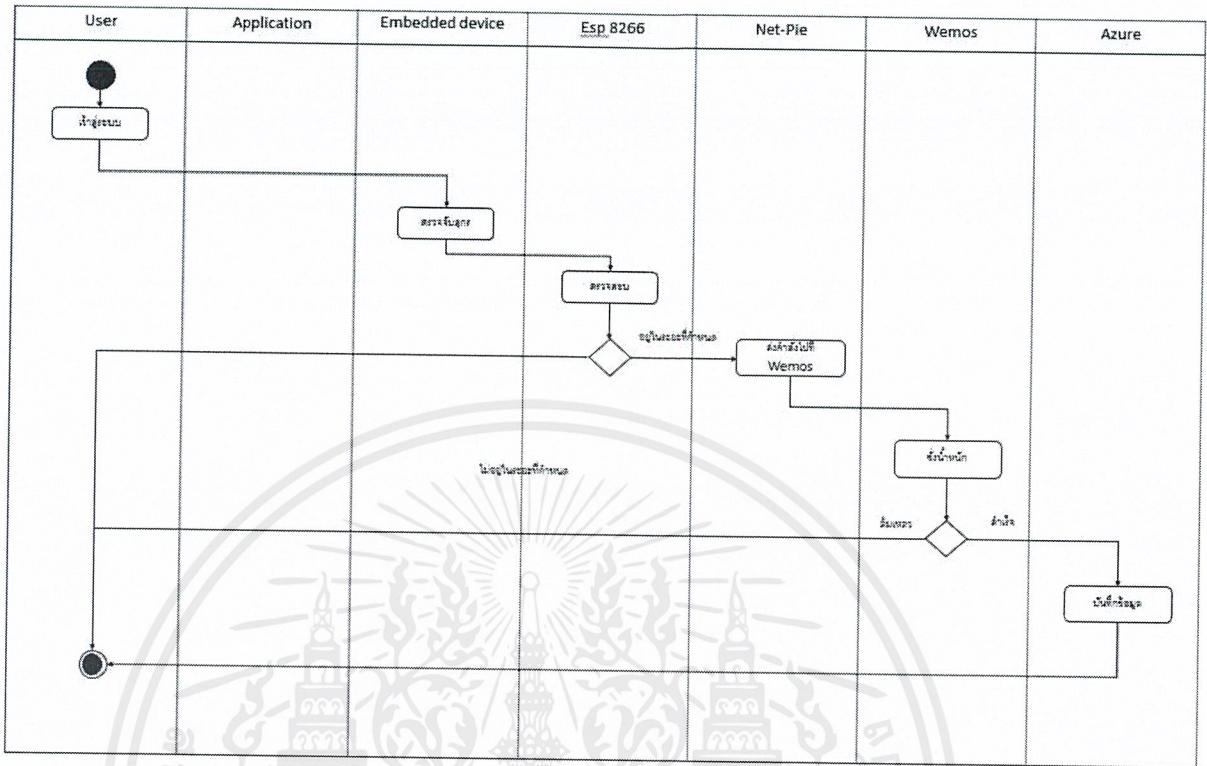 User
Application
Embedded device
Esp 8266
Net-Pie
Wemos
Azure
เข้าสู่ระบบ
ตรวจจับสุกร
ตรวจสอบ
อยู่ในระยะที่กำหนด
ส่งคำสั่งไปที่
Wemos
ชั่งน้ำหนัก
ไม่อยู่ในระยะที่กำหนด
ล้มเหลว
สำเร็จ
บันทึกข้อมูล